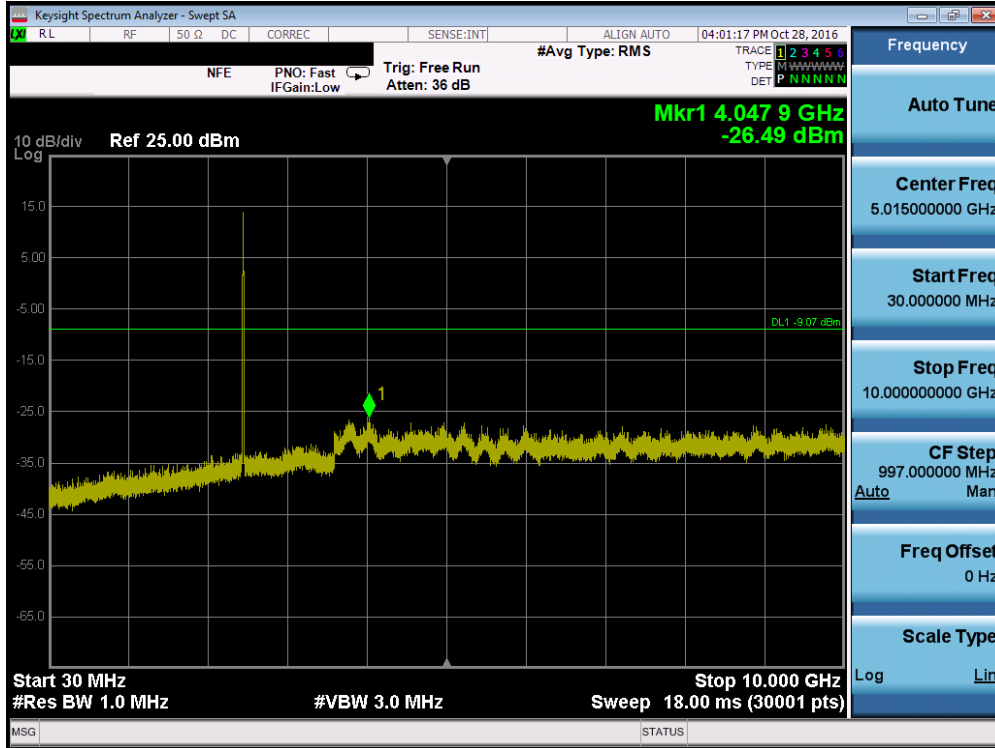 Keysight Spectrum Analyzer - Swept SA
LXI RL RF 50 Ω DC CORREC SENSE:INT ALIGN AUTO 04:01:17 PM Oct 28, 2016
#Avg Type: RMS
TRACE 1 2 3 4 5 6
TYPE M WWWWW
DET P N N N N N
NFE
PNO: Fast
IFGain:Low
Trig: Free Run
Atten: 36 dB
Mkr1 4.047 9 GHz
-26.49 dBm
10 dB/div
Log
Ref 25.00 dBm
15.0
5.00
-5.00
DL1 -9.07 dBm
-15.0
1
-25.0
-35.0
-45.0
-55.0
-65.0
Start 30 MHz
Stop 10.000 GHz
#Res BW 1.0 MHz
#VBW 3.0 MHz
Sweep 18.00 ms (30001 pts)
MSG
STATUS
Frequency
Auto Tune
Center Freq
5.015000000 GHz
Start Freq
30.000000 MHz
Stop Freq
10.000000000 GHz
CF Step
997.000000 MHz
Auto Man
Freq Offset
0 Hz
Scale Type
Log Lin